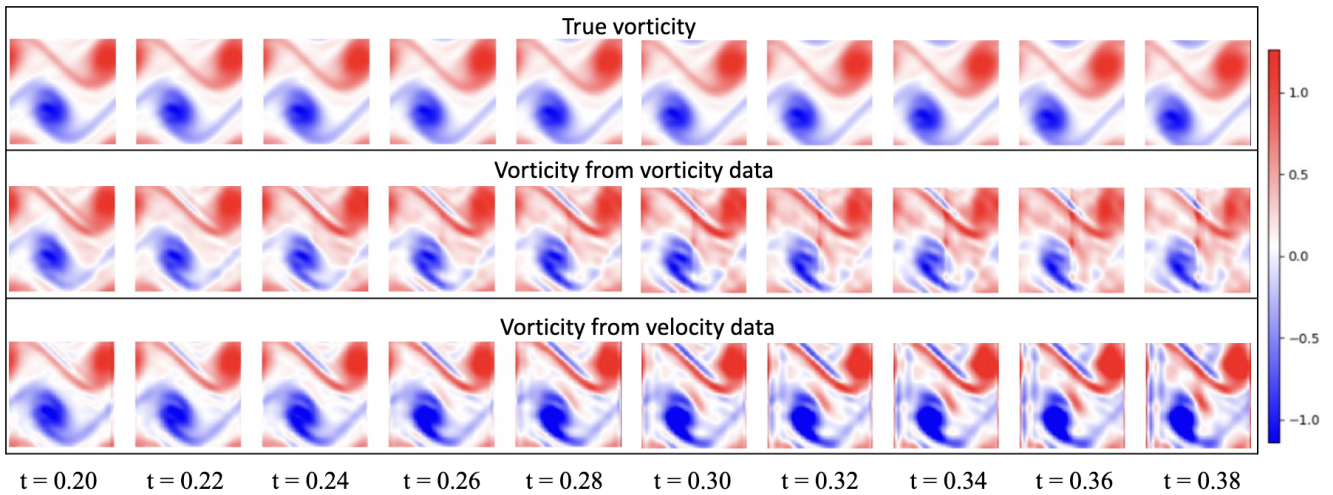 True vorticity
Vorticity from vorticity data
Vorticity from velocity data
1.0
0.5
0.0
−0.5
−1.0
t = 0.20 t = 0.22 t = 0.24 t = 0.26 t = 0.28 t = 0.30 t = 0.32 t = 0.34 t = 0.36 t = 0.38